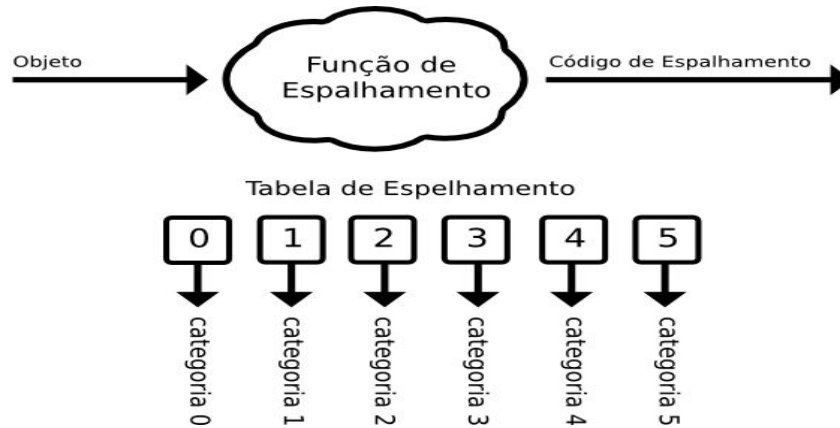 Objeto
Função de
Espalhamento
Código de Espalhamento
Tabela de Espelhamento
0 1 2 3 4 5
categoria 0
categoria 1
categoria 2
categoria 3
categoria 4
categoria 5